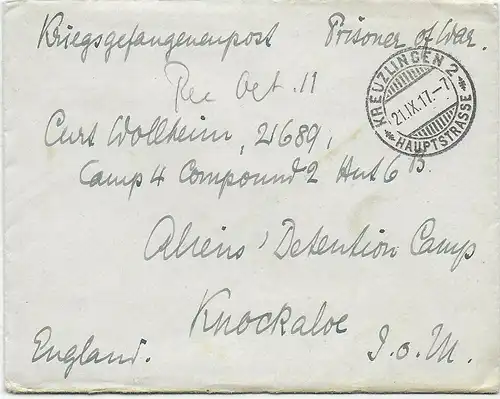 Kriegsgefangenenpost Prisoner of War.
Rec Oct. 11
KREUZLINGEN 2
21.IX.17.-7
HAUPTSTRASSE
Curt Wollheim, 21689,
Camp 4 Compound 2 Hut 6 B.
Aliens' Detention Camp
Knockaloe
England. I.o.M.